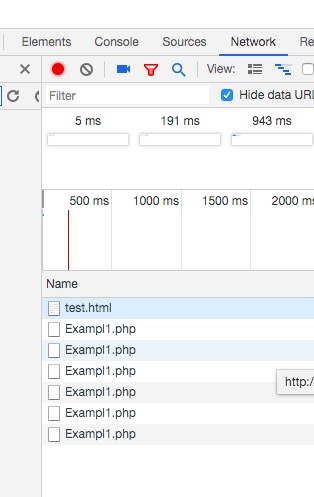 Elements Console Sources Network Re
View:
Filter Hide data URL
5 ms 191 ms 943 ms
500 ms 1000 ms 1500 ms 2000 ms
Name
test.html
Exampl1.php
Exampl1.php
Exampl1.php
http:/
Exampl1.php
Exampl1.php
Exampl1.php